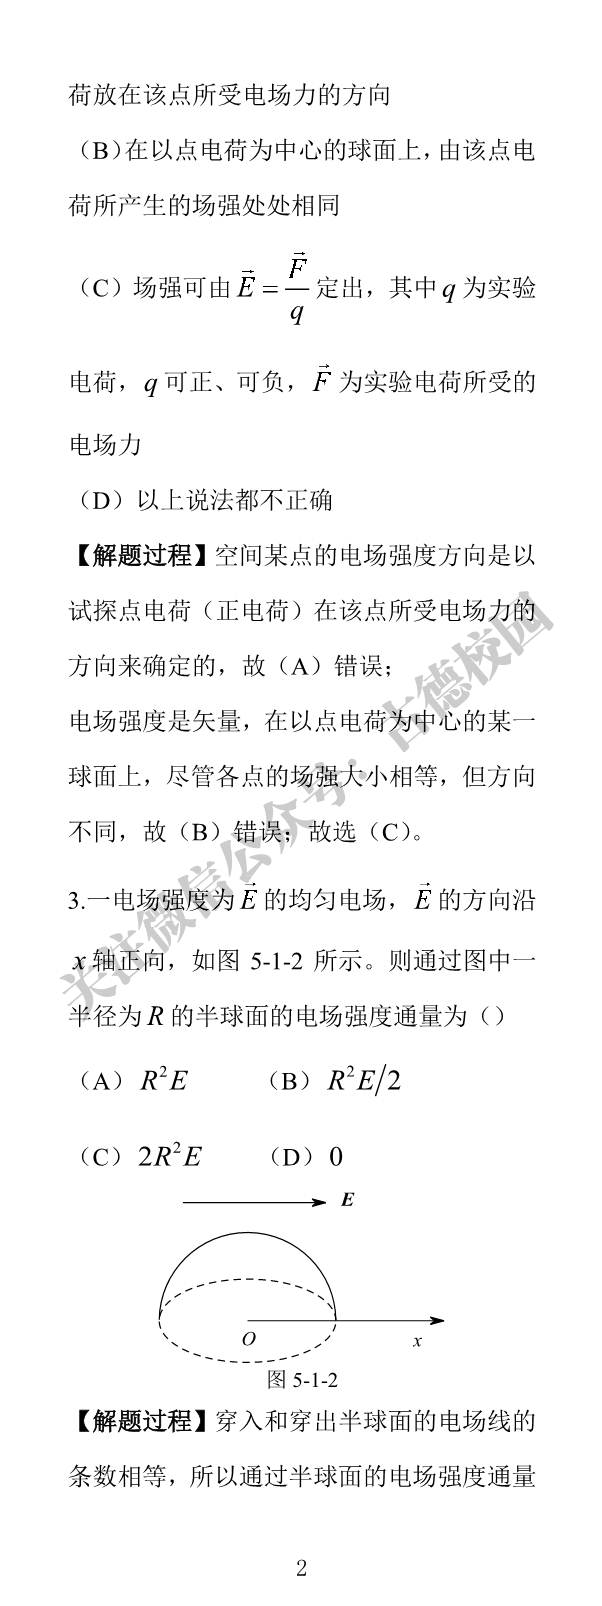 荷放在该点所受电场力的方向
（B）在以点电荷为中心的球面上，由该点电
荷所产生的场强处处相同
（C）场强可由 $\vec{E}=\dfrac{\vec{F}}{q}$ 定出，其中 q 为实验
电荷，q 可正、可负，$\vec{F}$ 为实验电荷所受的
电场力
（D）以上说法都不正确
【解题过程】空间某点的电场强度方向是以
试探点电荷（正电荷）在该点所受电场力的
方向来确定的，故（A）错误；
电场强度是矢量，在以点电荷为中心的某一
球面上，尽管各点的场强大小相等，但方向
不同，故（B）错误；故选（C）。
3.一电场强度为 $\vec{E}$ 的均匀电场，$\vec{E}$ 的方向沿
x 轴正向，如图 5-1-2 所示。则通过图中一
半径为 R 的半球面的电场强度通量为（）
（A）R²E （B）R²E/2
（C）2R²E （D）0
E
O x
图 5-1-2
【解题过程】穿入和穿出半球面的电场线的
条数相等，所以通过半球面的电场强度通量
2
关注微信公众号：古德校园